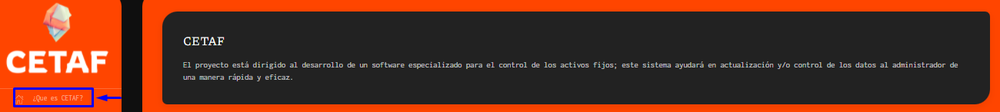 CETAF
¿Que es CETAF?
CETAF
El proyecto está dirigido al desarrollo de un software especializado para el control de los activos fijos; este sistema ayudará en actualización y/o control de los datos al administrador de
una manera rápida y eficaz.